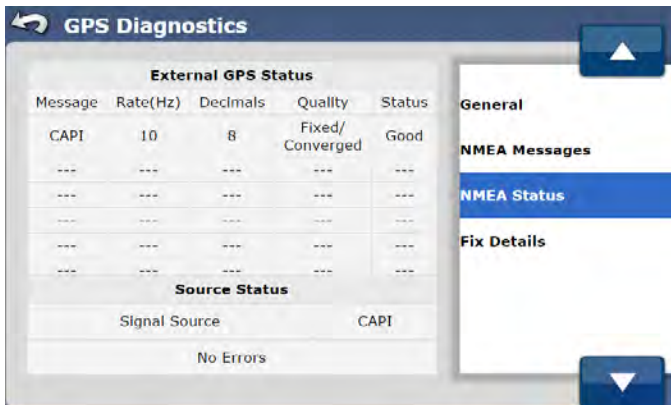 GPS Diagnostics
External GPS Status
Message Rate(Hz) Decimals Quality Status
CAPI 10 8 Fixed/ Converged Good
--- --- --- --- ---
--- --- --- --- ---
--- --- --- --- ---
--- --- --- --- ---
--- --- --- --- ---
Source Status
Signal Source CAPI
No Errors
General
NMEA Messages
NMEA Status
Fix Details